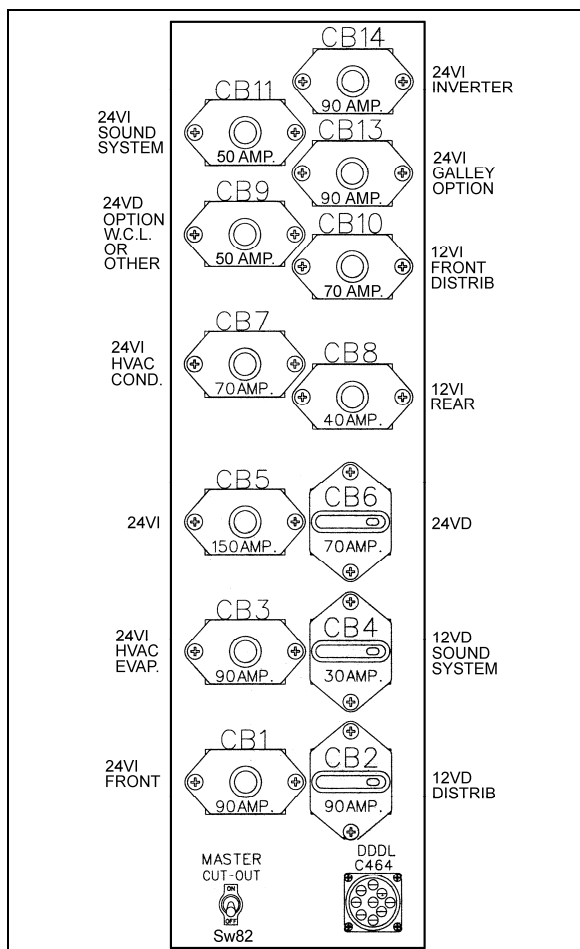 CB14
24VI
INVERTER
90 AMP.
CB11
24VI
SOUND
SYSTEM
50 AMP.
CB13
24VI
GALLEY
OPTION
90 AMP.
CB9
24VD
OPTION
W.C.L.
OR
OTHER
50 AMP.
CB10
12VI
FRONT
DISTRIB
70 AMP.
CB7
24VI
HVAC
COND.
70AMP.
CB8
12VI
REAR
40AMP.
CB5
24VI
150AMP.
CB6
24VD
70AMP.
CB3
24VI
HVAC
EVAP.
90AMP.
CB4
12VD
SOUND
SYSTEM
30AMP.
CB1
24VI
FRONT
90AMP.
CB2
12VD
DISTRIB
90AMP.
MASTER
CUT-OUT
ON
OFF
Sw82
DDDL
C464